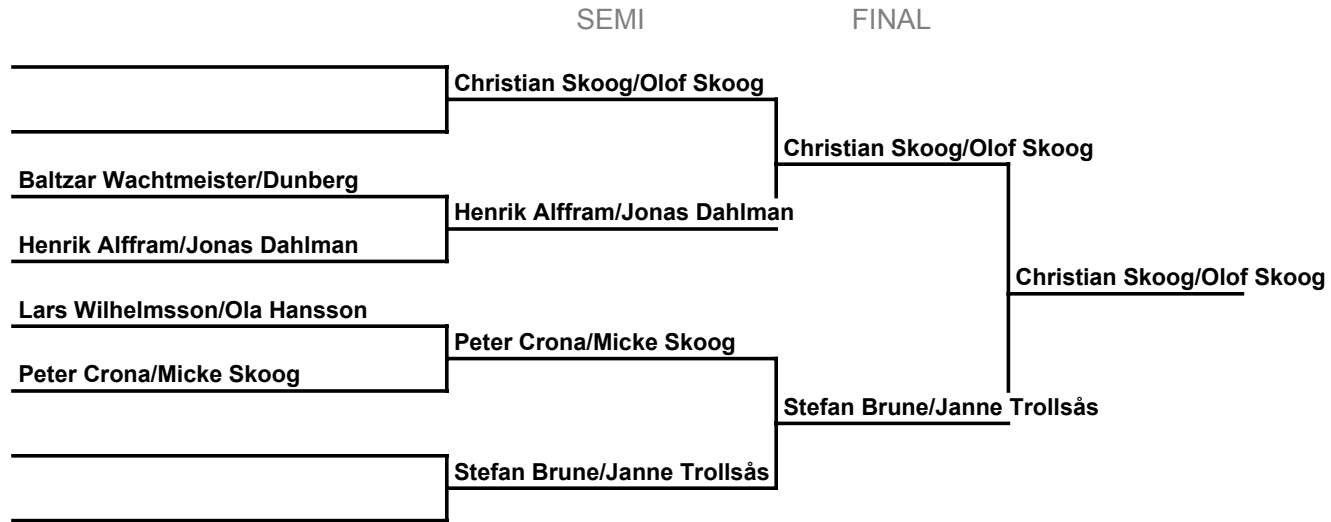 SEMI FINAL
Christian Skoog/Olof Skoog
Christian Skoog/Olof Skoog
Baltzar Wachtmeister/Dunberg
Henrik Alffram/Jonas Dahlman
Henrik Alffram/Jonas Dahlman
Christian Skoog/Olof Skoog
Lars Wilhelmsson/Ola Hansson
Peter Crona/Micke Skoog
Peter Crona/Micke Skoog
Stefan Brune/Janne Trollsås
Stefan Brune/Janne Trollsås